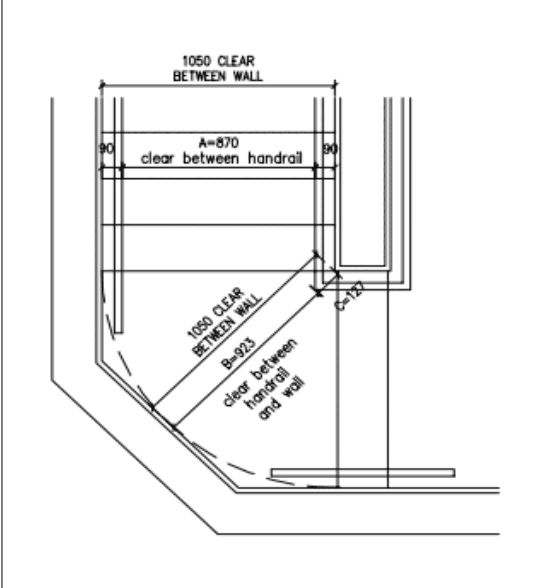 1050 CLEAR
BETWEEN WALL
90
A=870
clear between handrail
90
1050 CLEAR
BETWEEN WALL
B=923
clear between
handrail
and wall
C=127